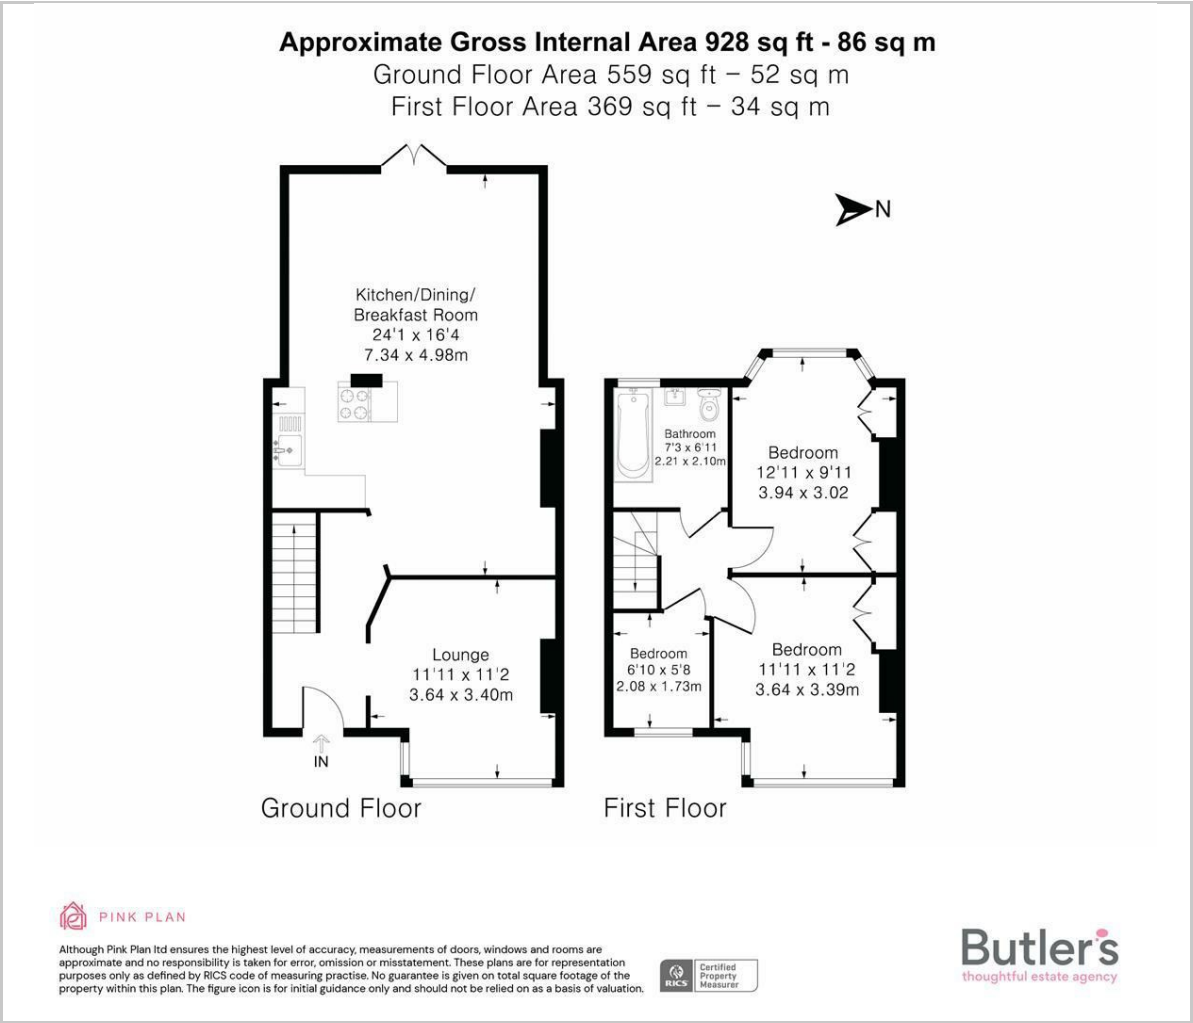 Approximate Gross Internal Area 928 sq ft - 86 sq m
Ground Floor Area 559 sq ft – 52 sq m
First Floor Area 369 sq ft – 34 sq m
N
Kitchen/Dining/
Breakfast Room
24'1 x 16'4
7.34 x 4.98m
Lounge
11'11 x 11'2
3.64 x 3.40m
IN
Ground Floor
Bathroom
7'3 x 6'11
2.21 x 2.10m
Bedroom
12'11 x 9'11
3.94 x 3.02
Bedroom
6'10 x 5'8
2.08 x 1.73m
Bedroom
11'11 x 11'2
3.64 x 3.39m
First Floor
PINK PLAN
Although Pink Plan ltd ensures the highest level of accuracy, measurements of doors, windows and rooms are
approximate and no responsibility is taken for error, omission or misstatement. These plans are for representation
purposes only as defined by RICS code of measuring practise. No guarantee is given on total square footage of the
property within this plan. The figure icon is for initial guidance only and should not be relied on as a basis of valuation.
RICS
Certified
Property
Measurer
Butler's
thoughtful estate agency